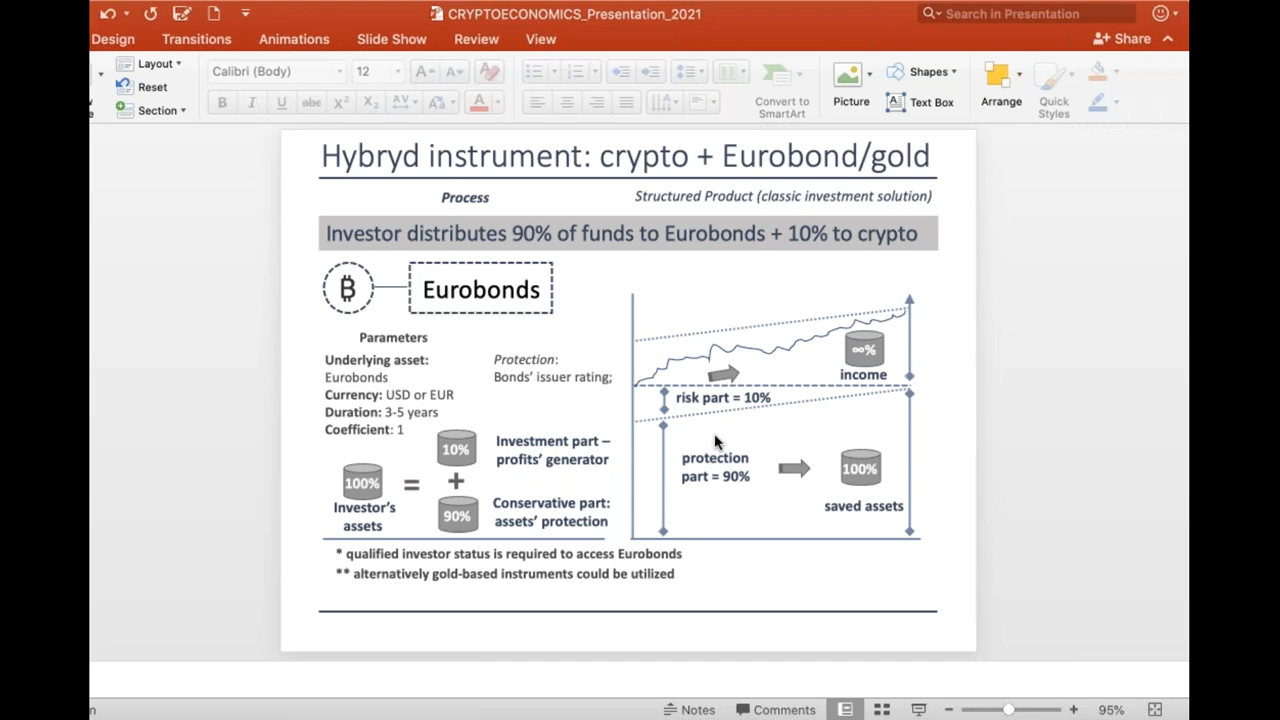 CRYPTOECONOMICS_Presentation_2021
Search in Presentation
Design
Transitions
Animations
Slide Show
Review
View
Share
Layout
Reset
Section
Calibri (Body)
12
Convert to
SmartArt
Picture
Shapes
Text Box
Arrange
Quick
Styles
Hybryd instrument: crypto + Eurobond/gold
Process
Structured Product (classic investment solution)
Investor distributes 90% of funds to Eurobonds + 10% to crypto
₿
Eurobonds
Parameters
Underlying asset:
Eurobonds
Currency: USD or EUR
Duration: 3-5 years
Coefficient: 1
Protection:
Bonds' issuer rating;
100%
Investor's
assets
=
10%
+
90%
Investment part –
profits' generator
Conservative part:
assets' protection
∞%
income
risk part = 10%
protection
part = 90%
100%
saved assets
* qualified investor status is required to access Eurobonds
** alternatively gold-based instruments could be utilized
Notes
Comments
95%